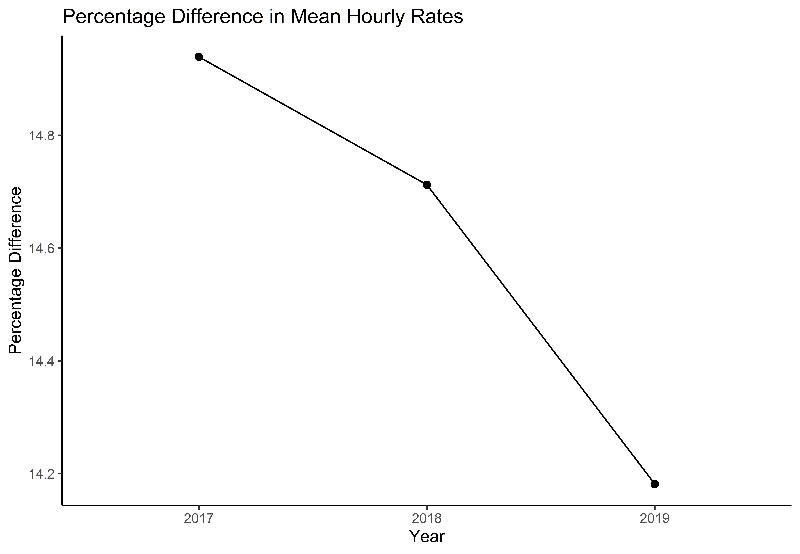 Percentage Difference in Mean Hourly Rates
Percentage Difference
14.8
14.6
14.4
14.2
2017 2018 2019
Year